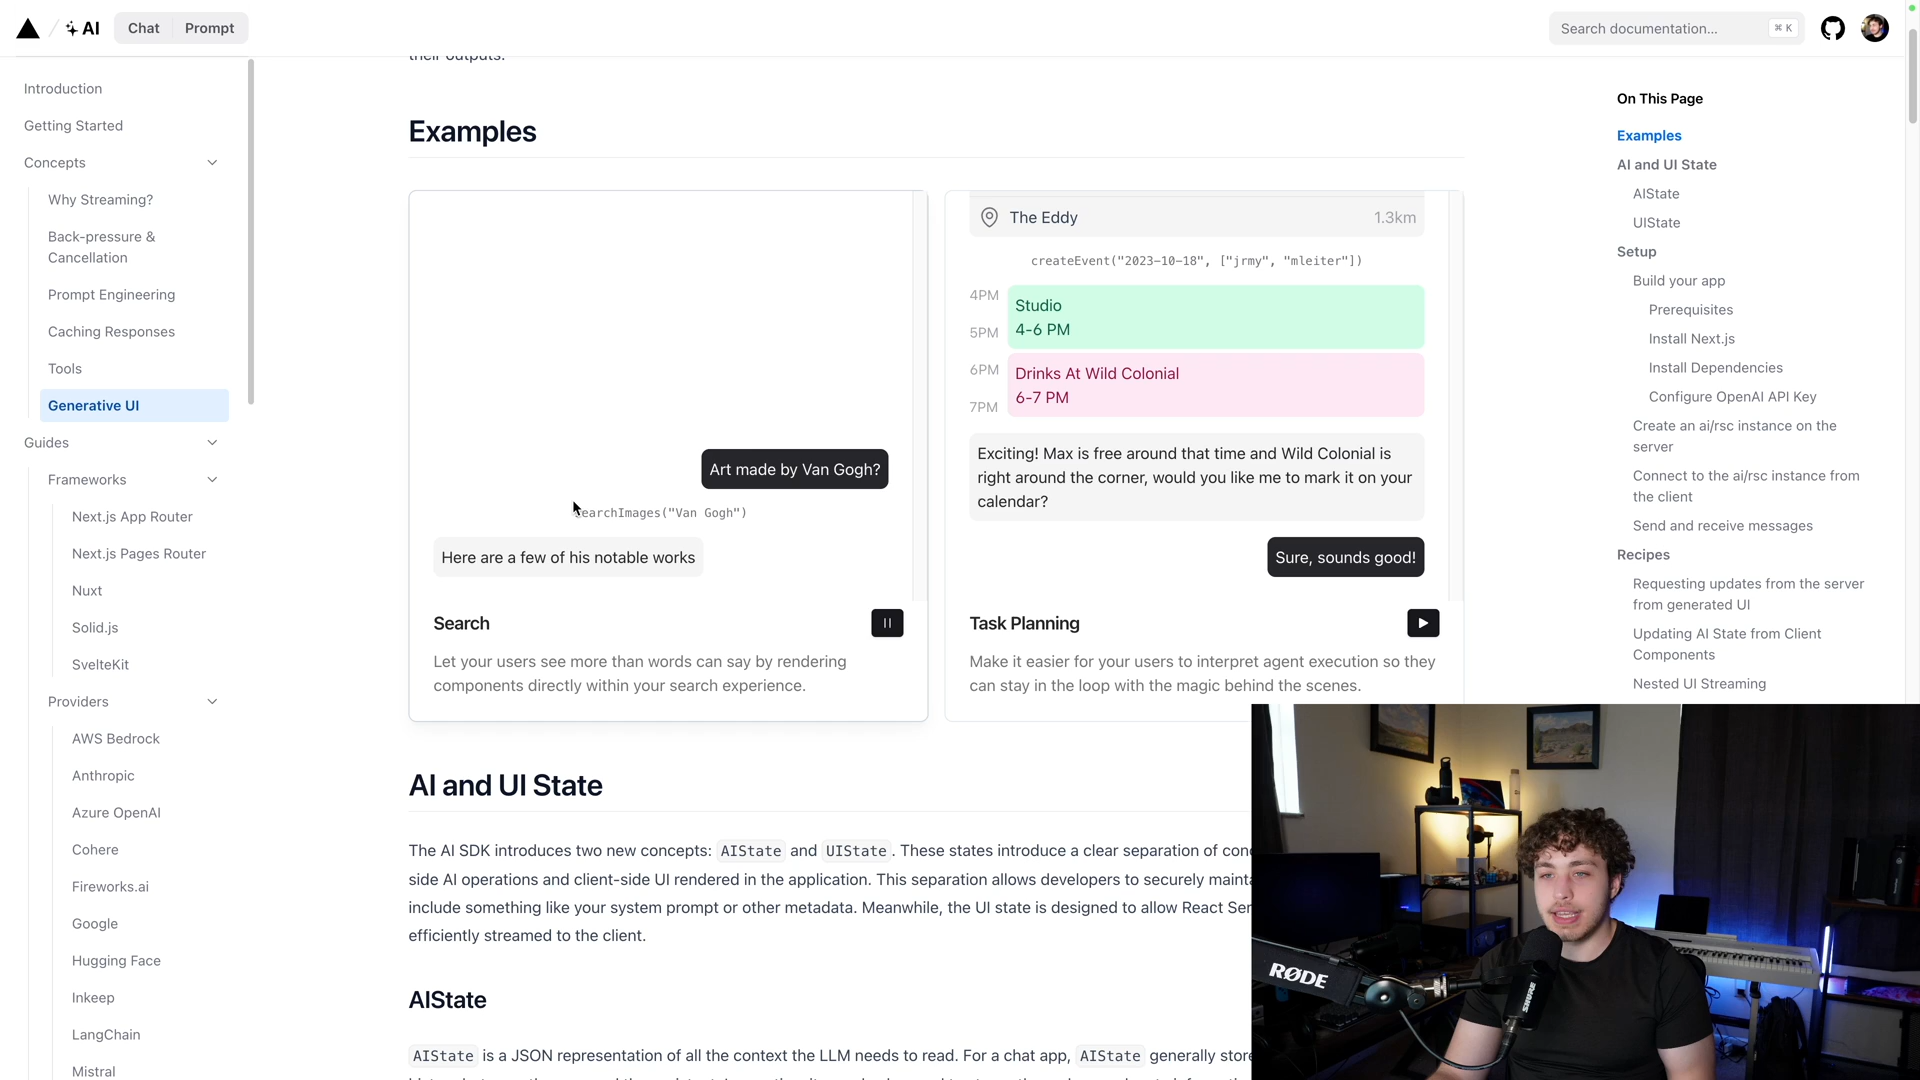 AI
Chat
Prompt
Search documentation...
⌘ K
Introduction
Getting Started
Concepts
Why Streaming?
Back-pressure &
Cancellation
Prompt Engineering
Caching Responses
Tools
Generative UI
Guides
Frameworks
Next.js App Router
Next.js Pages Router
Nuxt
Solid.js
SvelteKit
Providers
AWS Bedrock
Anthropic
Azure OpenAI
Cohere
Fireworks.ai
Google
Hugging Face
Inkeep
LangChain
Mistral
their outputs.
Examples
Art made by Van Gogh?
searchImages("Van Gogh")
Here are a few of his notable works
Search
Let your users see more than words can say by rendering
components directly within your search experience.
The Eddy
1.3km
createEvent("2023-10-18", ["jrmy", "mleiter"])
4PM
5PM
6PM
7PM
Studio
4-6 PM
Drinks At Wild Colonial
6-7 PM
Exciting! Max is free around that time and Wild Colonial is
right around the corner, would you like me to mark it on your
calendar?
Sure, sounds good!
Task Planning
Make it easier for your users to interpret agent execution so they
can stay in the loop with the magic behind the scenes.
AI and UI State
The AI SDK introduces two new concepts: AIState and UIState. These states introduce a clear separation of
side AI operations and client-side UI rendered in the application. This separation allows developers to securely
include something like your system prompt or other metadata. Meanwhile, the UI state is designed to allow React
efficiently streamed to the client.
AIState
AIState is a JSON representation of all the context the LLM needs to read. For a chat app, AIState generally
On This Page
Examples
AI and UI State
AIState
UIState
Setup
Build your app
Prerequisites
Install Next.js
Install Dependencies
Configure OpenAI API Key
Create an ai/rsc instance on the
server
Connect to the ai/rsc instance from
the client
Send and receive messages
Recipes
Requesting updates from the server
from generated UI
Updating AI State from Client
Components
Nested UI Streaming
RØDE
SHURE